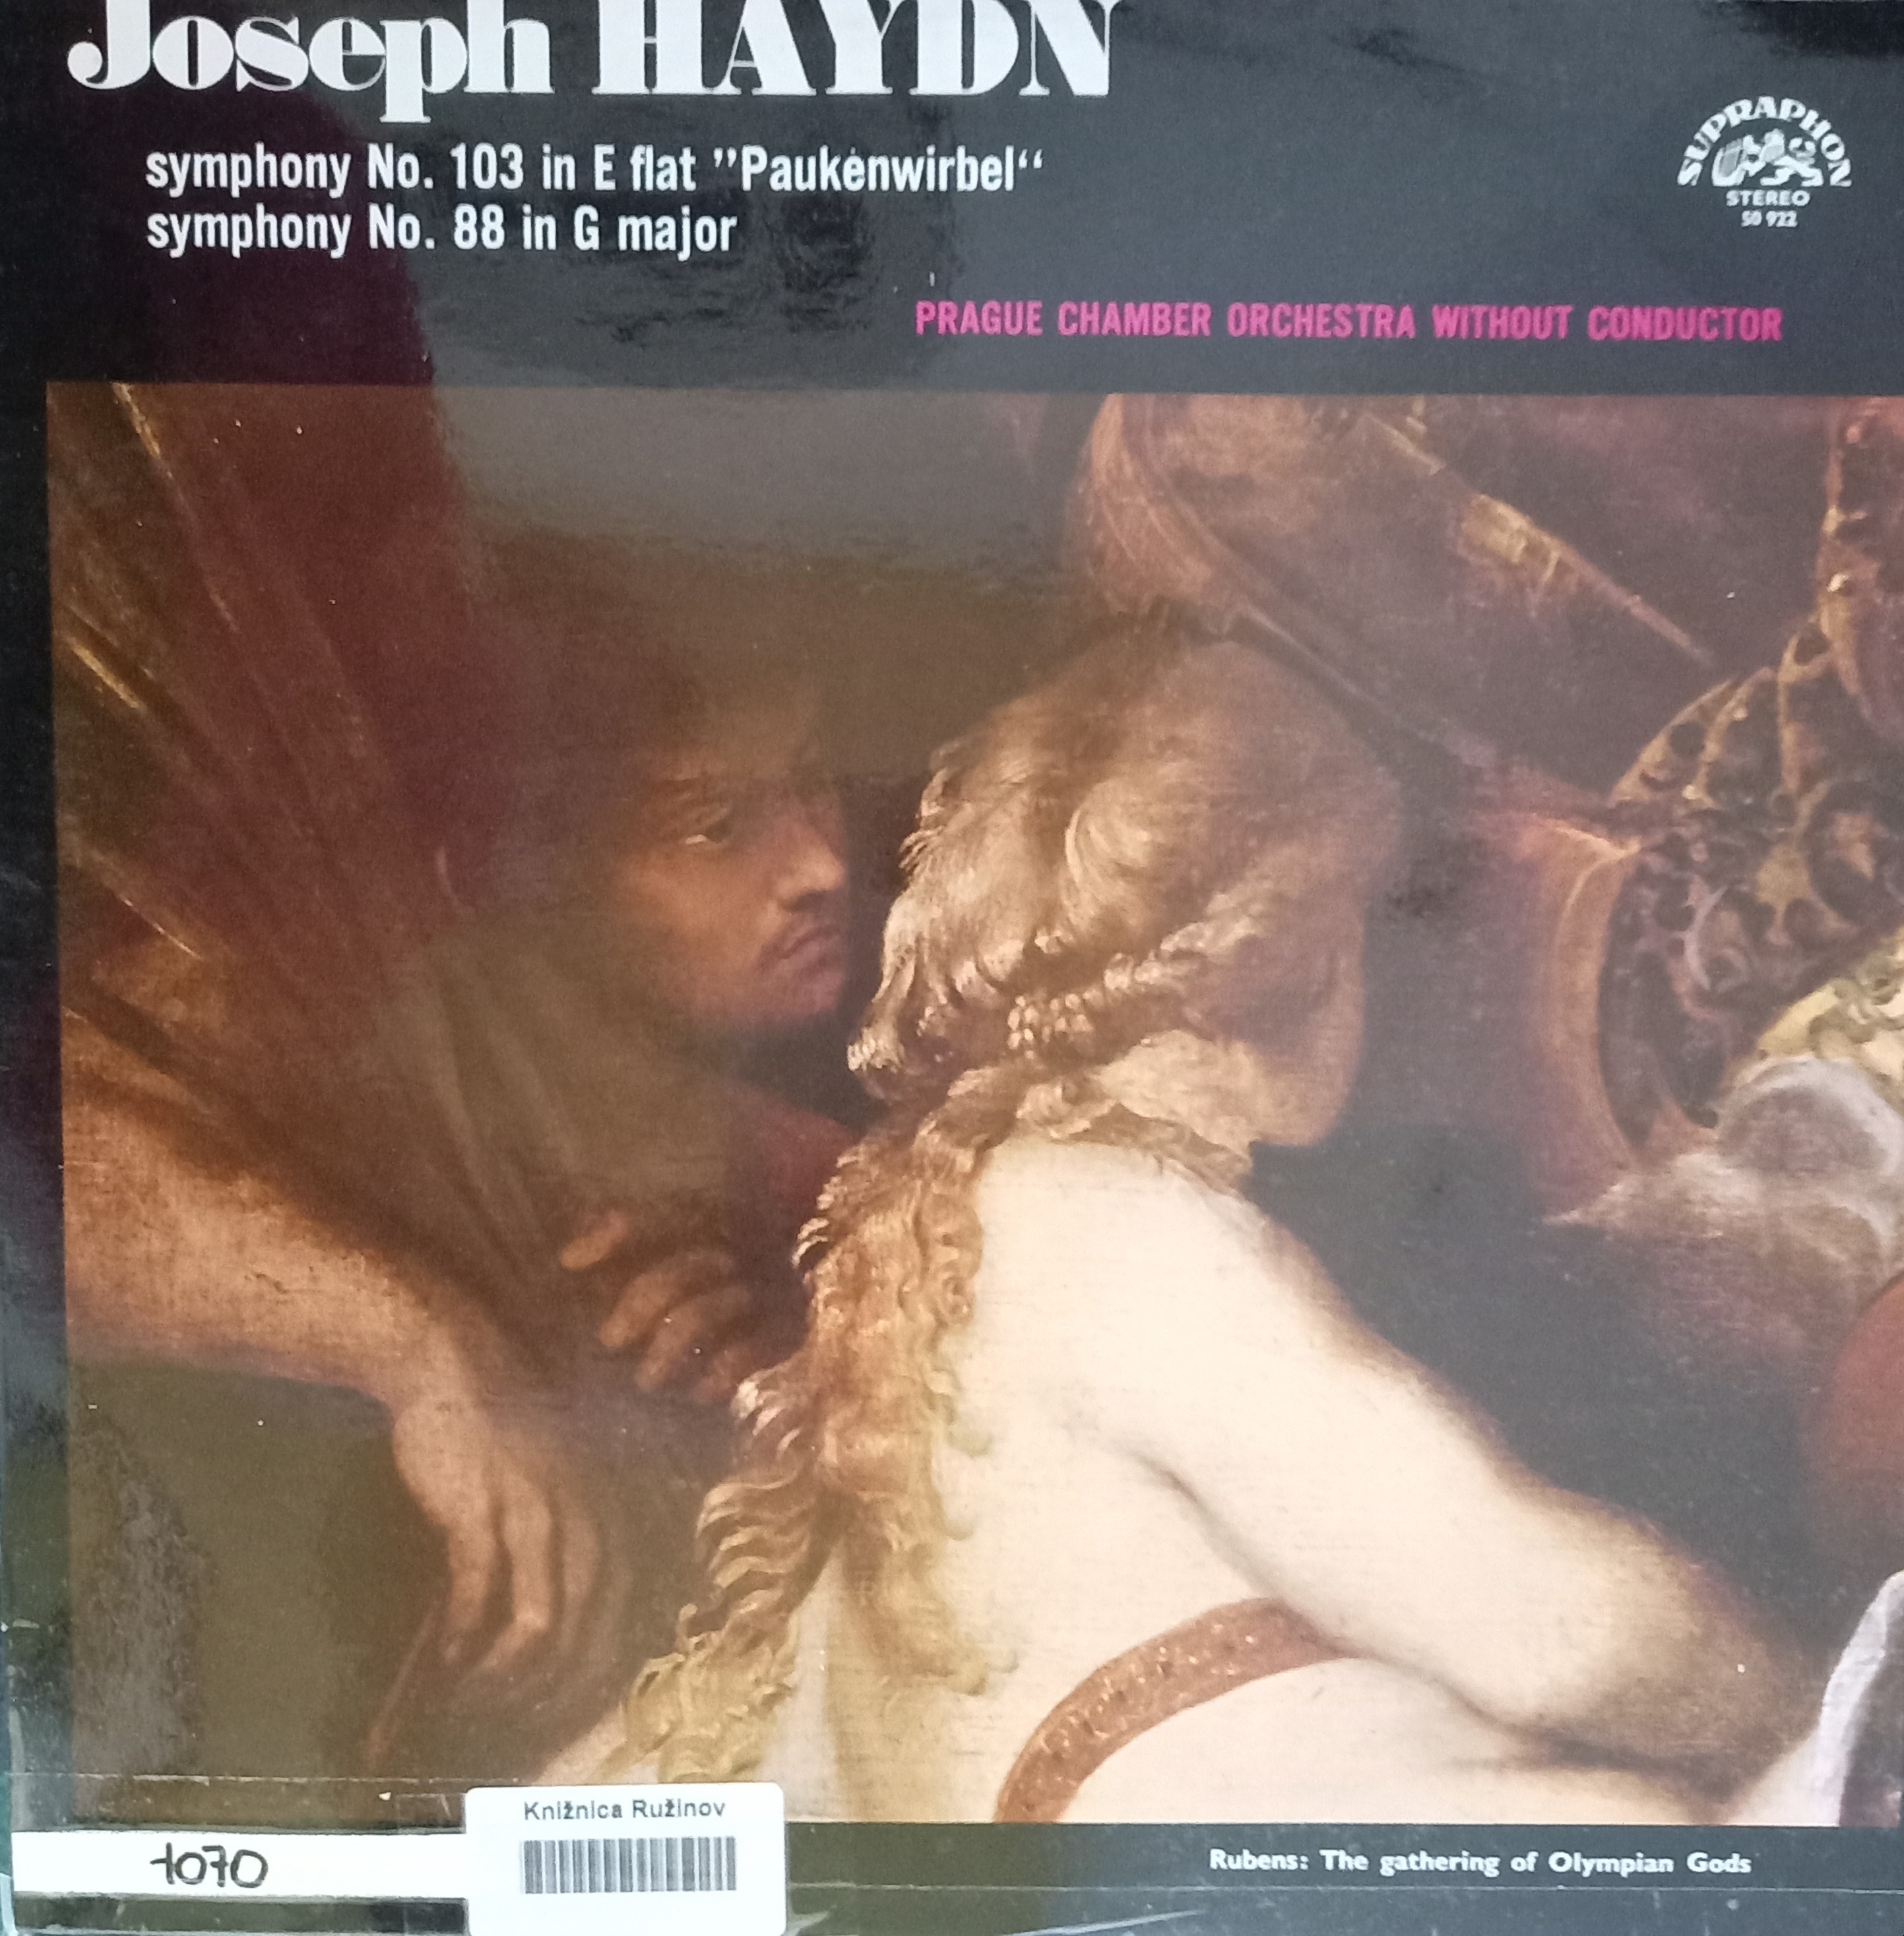 Joseph HAYDN
symphony No. 103 in E flat ”Paukenwirbel“
symphony No. 88 in G major
SUPRAPHON
STEREO
50 922
PRAGUE CHAMBER ORCHESTRA WITHOUT CONDUCTOR
Knižnica Ružinov
1070
Rubens: The gathering of Olympian Gods